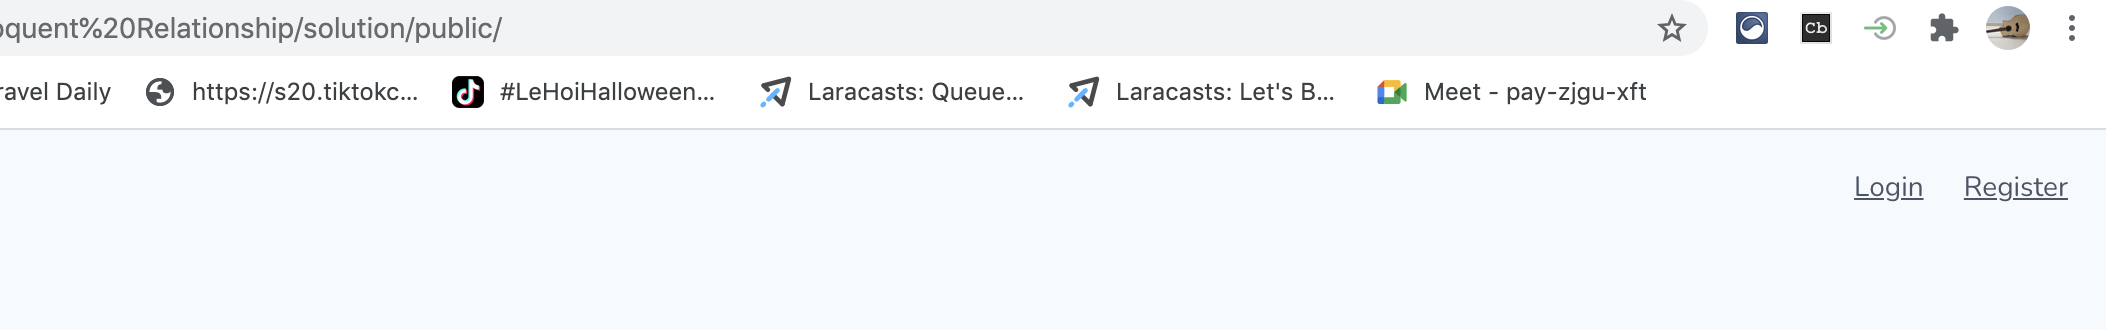 oquent%20Relationship/solution/public/
Cb
ravel Daily https://s20.tiktokc... #LeHoiHalloween... Laracasts: Queue... Laracasts: Let's B... Meet - pay-zjgu-xft
Login Register